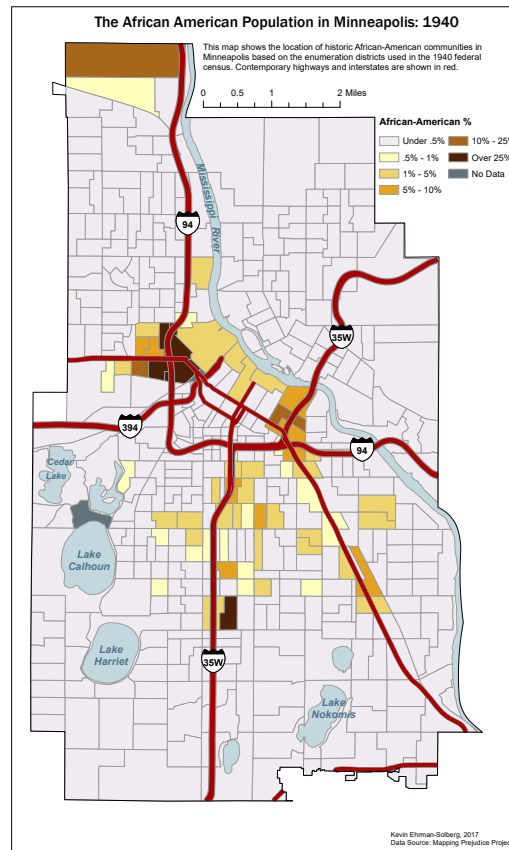 The African American Population in Minneapolis: 1940
This map shows the location of historic African-American communities in
Minneapolis based on the enumeration districts used in the 1940 federal
census. Contemporary highways and interstates are shown in red.
0 0.5 1 2 Miles
African-American %
Under .5%
.5% - 1%
1% - 5%
5% - 10%
10% - 25%
Over 25%
No Data
Mississippi
River
94
35W
394
94
Cedar
Lake
Lake
Calhoun
Lake
Harriet
35W
Lake
Nokomis
Kevin Ehrman-Solberg, 2017
Data Source: Mapping Prejudice Project